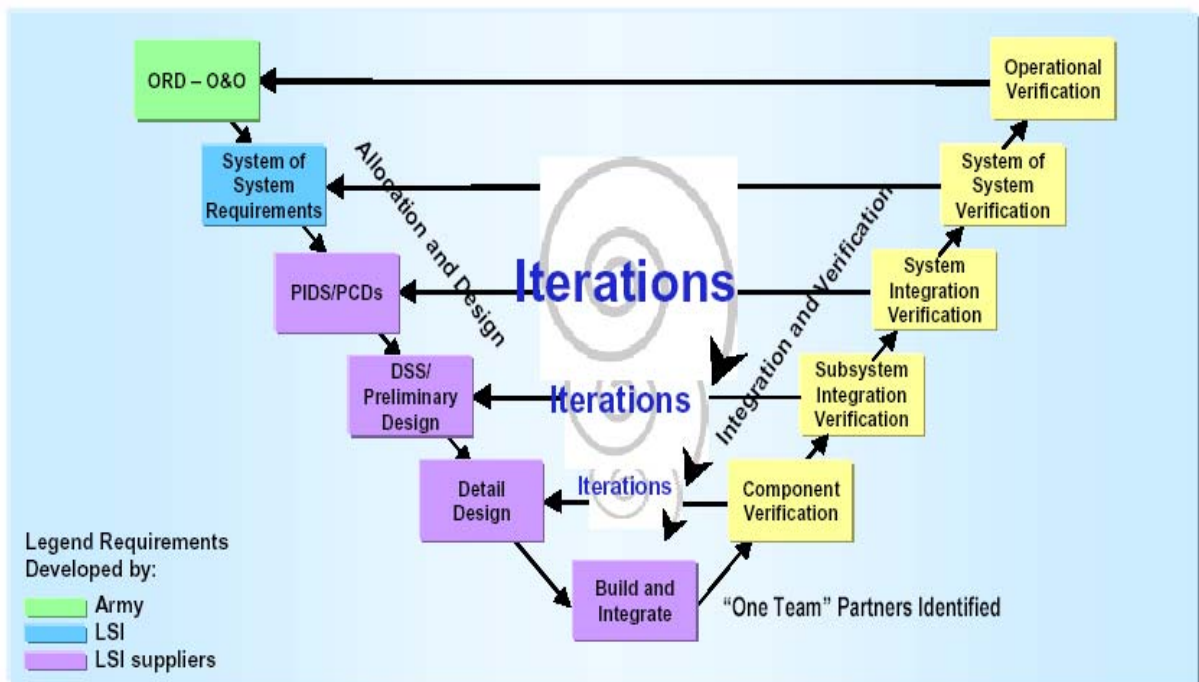 ORD – O&O
Operational
Verification
System of
System
Requirements
Allocation and Design
System of
System
Verification
PIDS/PCDs
Iterations
Integration and Verification
System
Integration
Verification
DSS/
Preliminary
Design
Iterations
Subsystem
Integration
Verification
Detail
Design
Iterations
Component
Verification
Build and
Integrate
“One Team” Partners Identified
Legend Requirements
Developed by:
Army
LSI
LSI suppliers